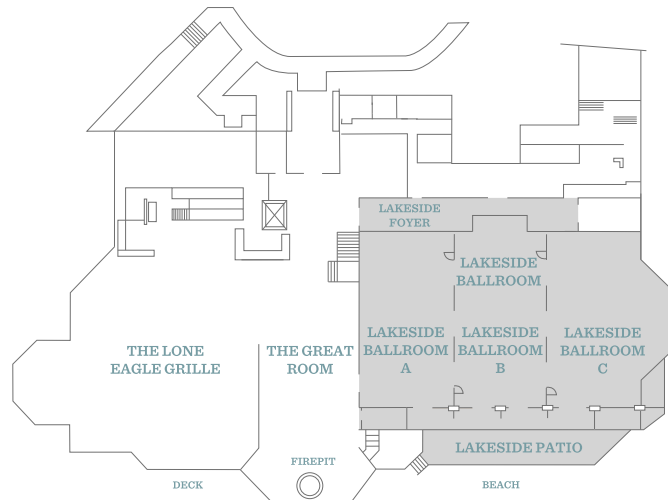 LAKESIDE
FOYER
LAKESIDE
BALLROOM
THE LONE
EAGLE GRILLE
THE GREAT
ROOM
LAKESIDE
BALLROOM
A
LAKESIDE
BALLROOM
B
LAKESIDE
BALLROOM
C
LAKESIDE PATIO
FIREPIT
DECK
BEACH